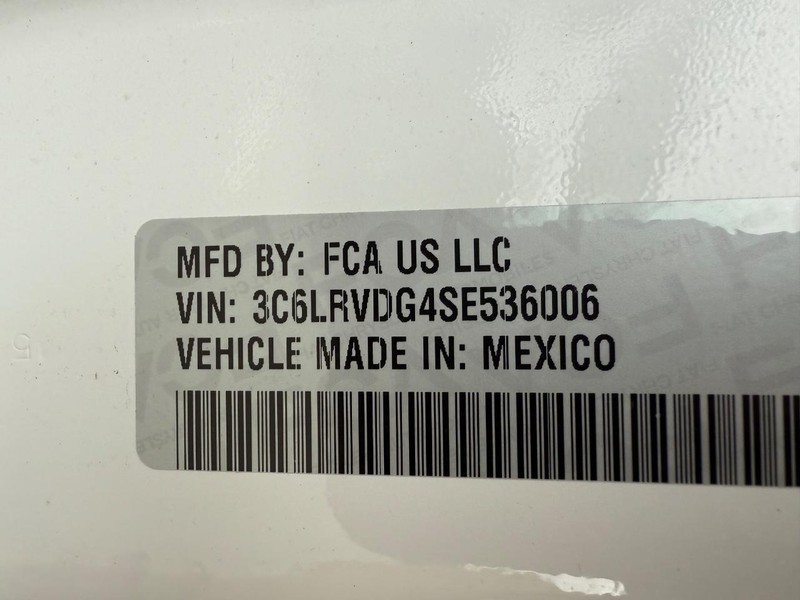 MFD BY: FCA US LLC
VIN: 3C6LRVDG4SE536006
VEHICLE MADE IN: MEXICO